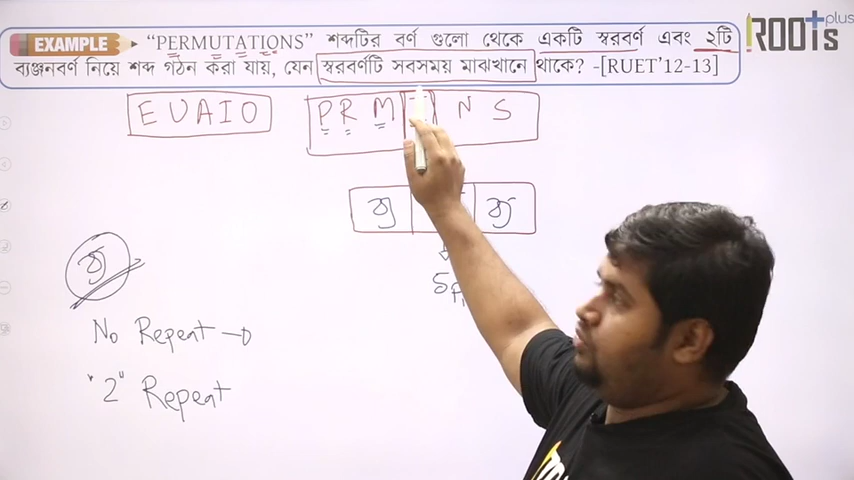 EXAMPLE "PERMUTATIONS" শব্দটির বর্ণ গুলো থেকে একটি স্বরবর্ণ এবং ২টি
ব্যঞ্জনবর্ণ নিয়ে শব্দ গঠন করা যায়, যেন স্বরবর্ণটি সবসময় মাঝখানে থাকে? -[RUET'12-13]
ROOTs plus
E U A I O
P R M N S
ব্য ব্য
ব্য
No Repeat →
"2" Repeat